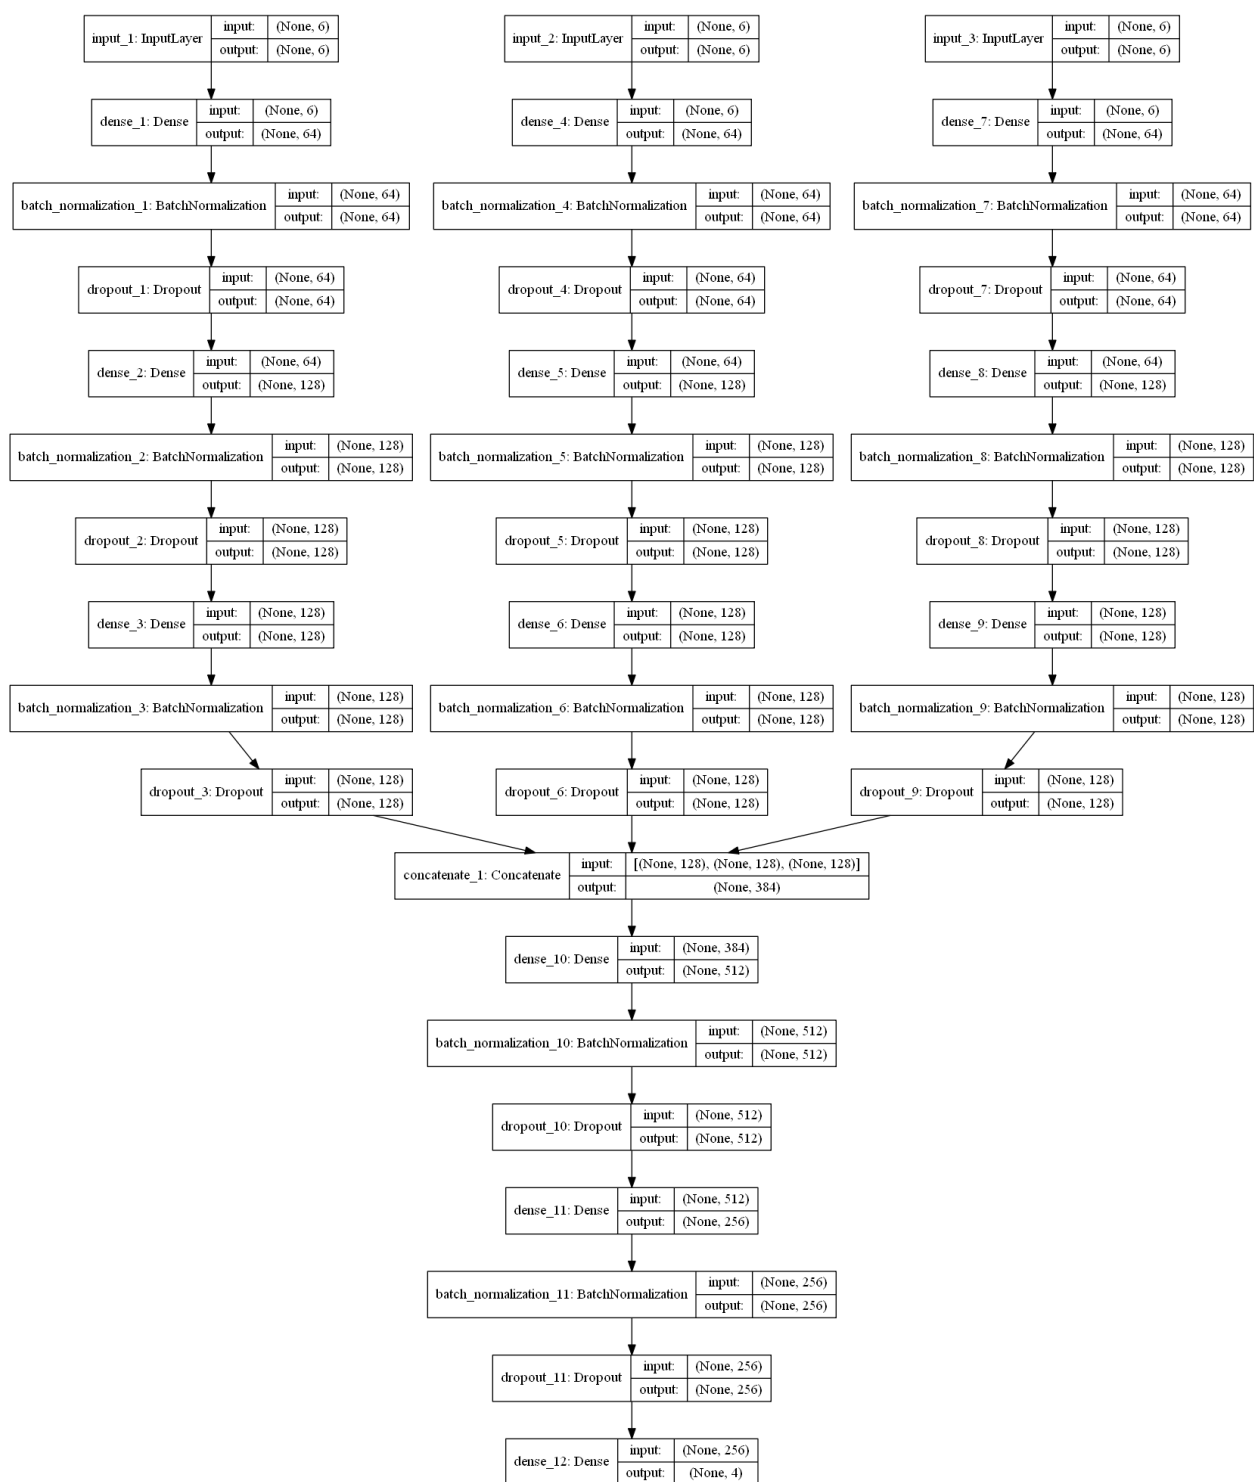 input_1: InputLayer input: (None, 6)
output: (None, 6)
input_2: InputLayer input: (None, 6)
output: (None, 6)
input_3: InputLayer input: (None, 6)
output: (None, 6)
dense_1: Dense input: (None, 6)
output: (None, 64)
dense_4: Dense input: (None, 6)
output: (None, 64)
dense_7: Dense input: (None, 6)
output: (None, 64)
batch_normalization_1: BatchNormalization input: (None, 64)
output: (None, 64)
batch_normalization_4: BatchNormalization input: (None, 64)
output: (None, 64)
batch_normalization_7: BatchNormalization input: (None, 64)
output: (None, 64)
dropout_1: Dropout input: (None, 64)
output: (None, 64)
dropout_4: Dropout input: (None, 64)
output: (None, 64)
dropout_7: Dropout input: (None, 64)
output: (None, 64)
dense_2: Dense input: (None, 64)
output: (None, 128)
dense_5: Dense input: (None, 64)
output: (None, 128)
dense_8: Dense input: (None, 64)
output: (None, 128)
batch_normalization_2: BatchNormalization input: (None, 128)
output: (None, 128)
batch_normalization_5: BatchNormalization input: (None, 128)
output: (None, 128)
batch_normalization_8: BatchNormalization input: (None, 128)
output: (None, 128)
dropout_2: Dropout input: (None, 128)
output: (None, 128)
dropout_5: Dropout input: (None, 128)
output: (None, 128)
dropout_8: Dropout input: (None, 128)
output: (None, 128)
dense_3: Dense input: (None, 128)
output: (None, 128)
dense_6: Dense input: (None, 128)
output: (None, 128)
dense_9: Dense input: (None, 128)
output: (None, 128)
batch_normalization_3: BatchNormalization input: (None, 128)
output: (None, 128)
batch_normalization_6: BatchNormalization input: (None, 128)
output: (None, 128)
batch_normalization_9: BatchNormalization input: (None, 128)
output: (None, 128)
dropout_3: Dropout input: (None, 128)
output: (None, 128)
dropout_6: Dropout input: (None, 128)
output: (None, 128)
dropout_9: Dropout input: (None, 128)
output: (None, 128)
concatenate_1: Concatenate input: [(None, 128), (None, 128), (None, 128)]
output: (None, 384)
dense_10: Dense input: (None, 384)
output: (None, 512)
batch_normalization_10: BatchNormalization input: (None, 512)
output: (None, 512)
dropout_10: Dropout input: (None, 512)
output: (None, 512)
dense_11: Dense input: (None, 512)
output: (None, 256)
batch_normalization_11: BatchNormalization input: (None, 256)
output: (None, 256)
dropout_11: Dropout input: (None, 256)
output: (None, 256)
dense_12: Dense input: (None, 256)
output: (None, 4)